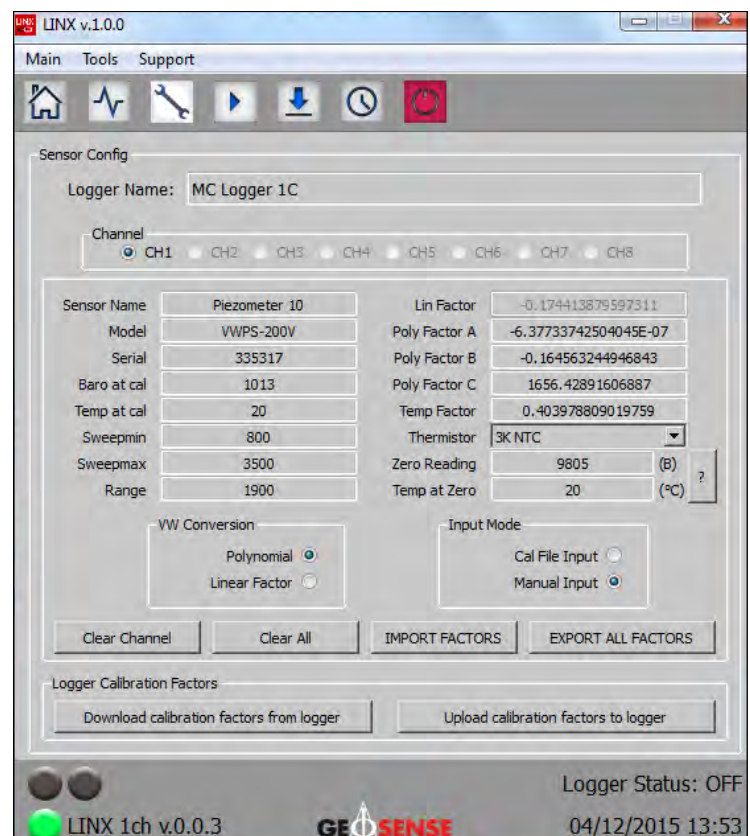 LINX v.1.0.0
Main Tools Support
Sensor Config
Logger Name: MC Logger 1C
Channel
CH1 CH2 CH3 CH4 CH5 CH6 CH7 CH8
Sensor Name Piezometer 10 Lin Factor -0.174413879597311
Model VWPS-200V Poly Factor A -6.37733742504045E-07
Serial 335317 Poly Factor B -0.164563244946843
Baro at cal 1013 Poly Factor C 1656.42891606887
Temp at cal 20 Temp Factor 0.403978809019759
Sweepmin 800 Thermistor 3K NTC
Sweepmax 3500 Zero Reading 9805 (B)
Range 1900 Temp at Zero 20 (°C) ?
VW Conversion Input Mode
Polynomial Cal File Input
Linear Factor Manual Input
Clear Channel Clear All IMPORT FACTORS EXPORT ALL FACTORS
Logger Calibration Factors
Download calibration factors from logger Upload calibration factors to logger
Logger Status: OFF
LINX 1ch v.0.0.3 GEOSENSE 04/12/2015 13:53